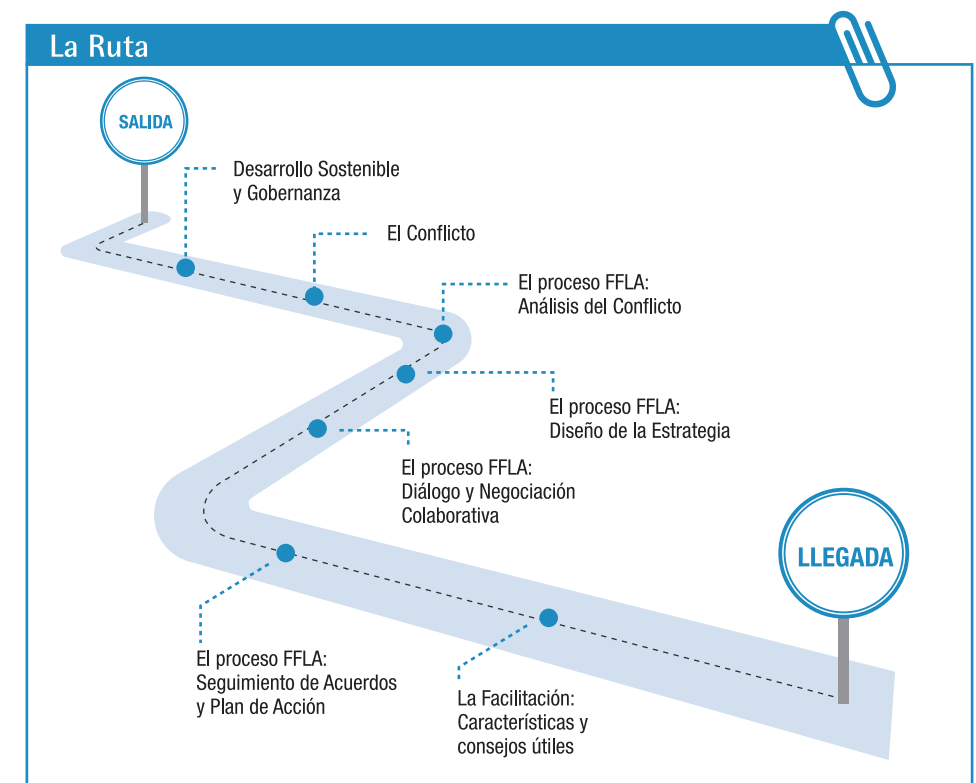 La Ruta
SALIDA
Desarrollo Sostenible
y Gobernanza
El Conflicto
El proceso FFLA:
Análisis del Conflicto
El proceso FFLA:
Diseño de la Estrategia
El proceso FFLA:
Diálogo y Negociación
Colaborativa
LLEGADA
El proceso FFLA:
Seguimiento de Acuerdos
y Plan de Acción
La Facilitación:
Características y
consejos útiles